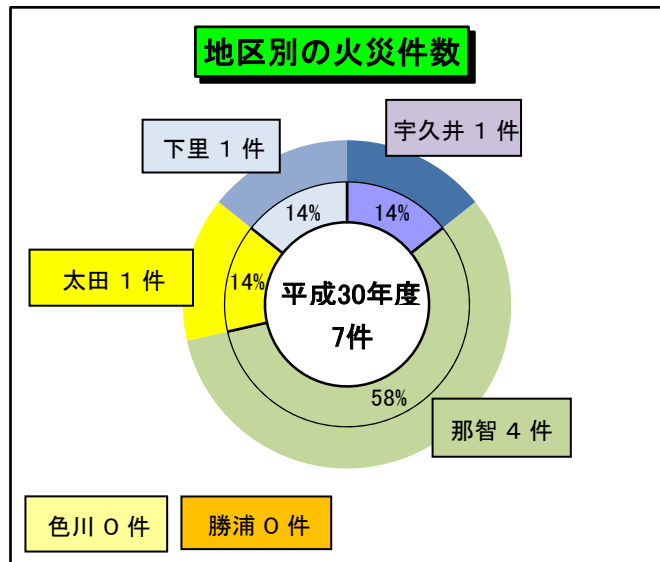 地区別の火災件数
宇久井 1 件
下里 1 件
14%
14%
太田 1 件
14%
平成30年度
7件
58%
那智 4 件
色川 0 件
勝浦 0 件